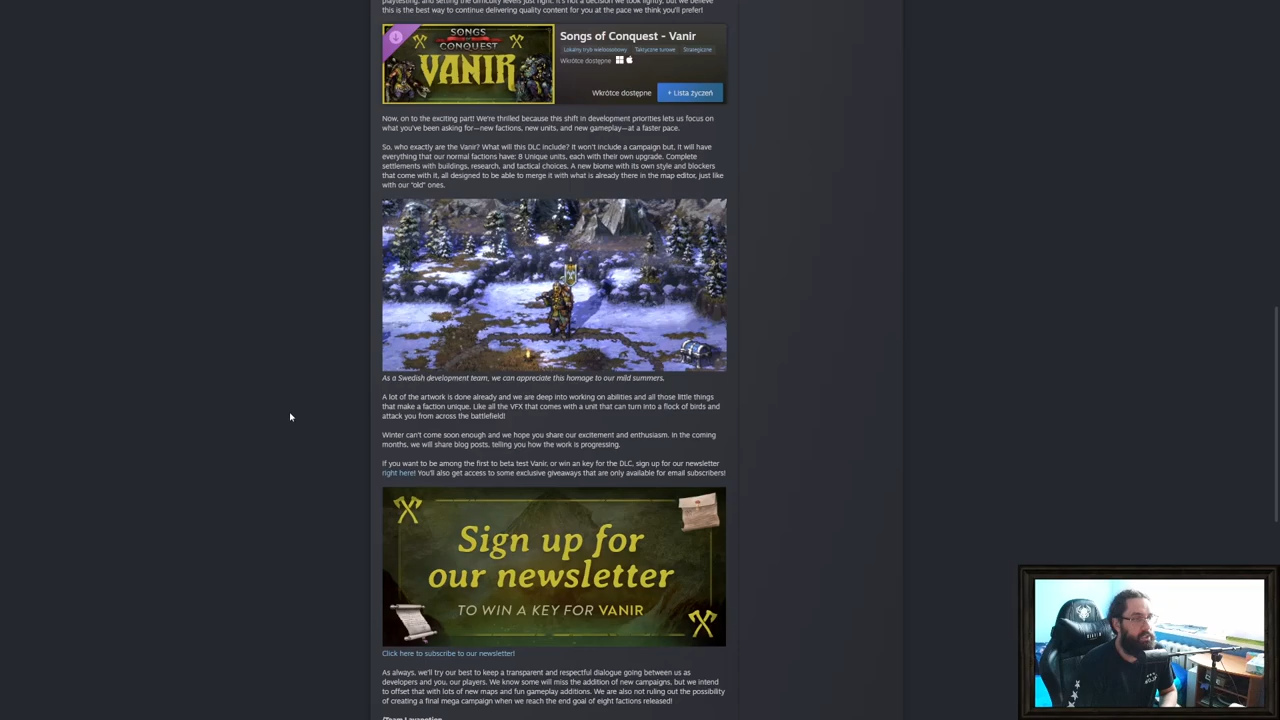 playtesting, and setting the difficulty levels just right. It's not a decision we took lightly, but we believe
this is the best way to continue delivering quality content for you at the pace we think you'll prefer!
SONGS OF CONQUEST
VANIR
Songs of Conquest - Vanir
Lokalny tryb wieloosobowy Taktyczne turowe Strategiczne
Wkrótce dostępne
Wkrótce dostępne + Lista życzeń
Now, on to the exciting part! We're thrilled because this shift in development priorities lets us focus on
what you've been asking for—new factions, new units, and new gameplay—at a faster pace.
So, who exactly are the Vanir? What will this DLC include? It won't include a campaign but, it will have
everything that our normal factions have: 8 Unique units, each with their own upgrade. Complete
settlements with buildings, research, and tactical choices. A new biome with its own style and blockers
that come with it, all designed to be able to merge it with what is already there in the map editor, just like
with our "old" ones.
As a Swedish development team, we can appreciate this homage to our mild summers.
A lot of the artwork is done already and we are deep into working on abilities and all those little things
that make a faction unique. Like all the VFX that comes with a unit that can turn into a flock of birds and
attack you from across the battlefield!
Winter can't come soon enough and we hope you share our excitement and enthusiasm. In the coming
months, we will share blog posts, telling you how the work is progressing.
If you want to be among the first to beta test Vanir, or win an key for the DLC, sign up for our newsletter
right here! You'll also get access to some exclusive giveaways that are only available for email subscribers!
Sign up for
our newsletter
TO WIN A KEY FOR VANIR
Click here to subscribe to our newsletter!
As always, we'll try our best to keep a transparent and respectful dialogue going between us as
developers and you, our players. We know some will miss the addition of new campaigns, but we intend
to offset that with lots of new maps and fun gameplay additions. We are also not ruling out the possibility
of creating a final mega campaign when we reach the end goal of eight factions released!